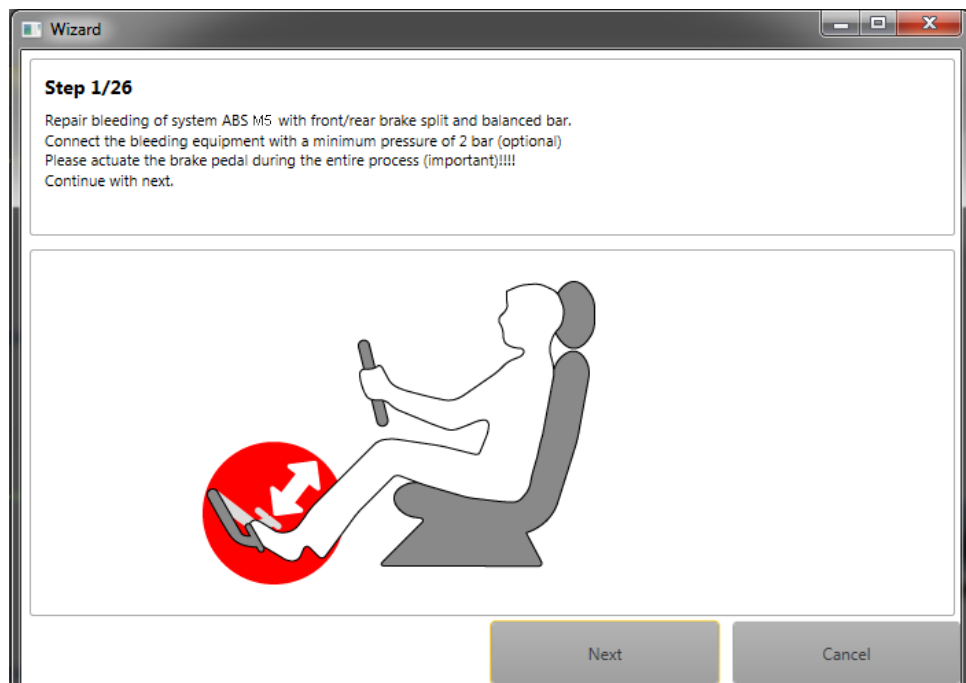 Wizard
Step 1/26
Repair bleeding of system ABS M5 with front/rear brake split and balanced bar.
Connect the bleeding equipment with a minimum pressure of 2 bar (optional)
Please actuate the brake pedal during the entire process (important)!!!!
Continue with next.
Next
Cancel